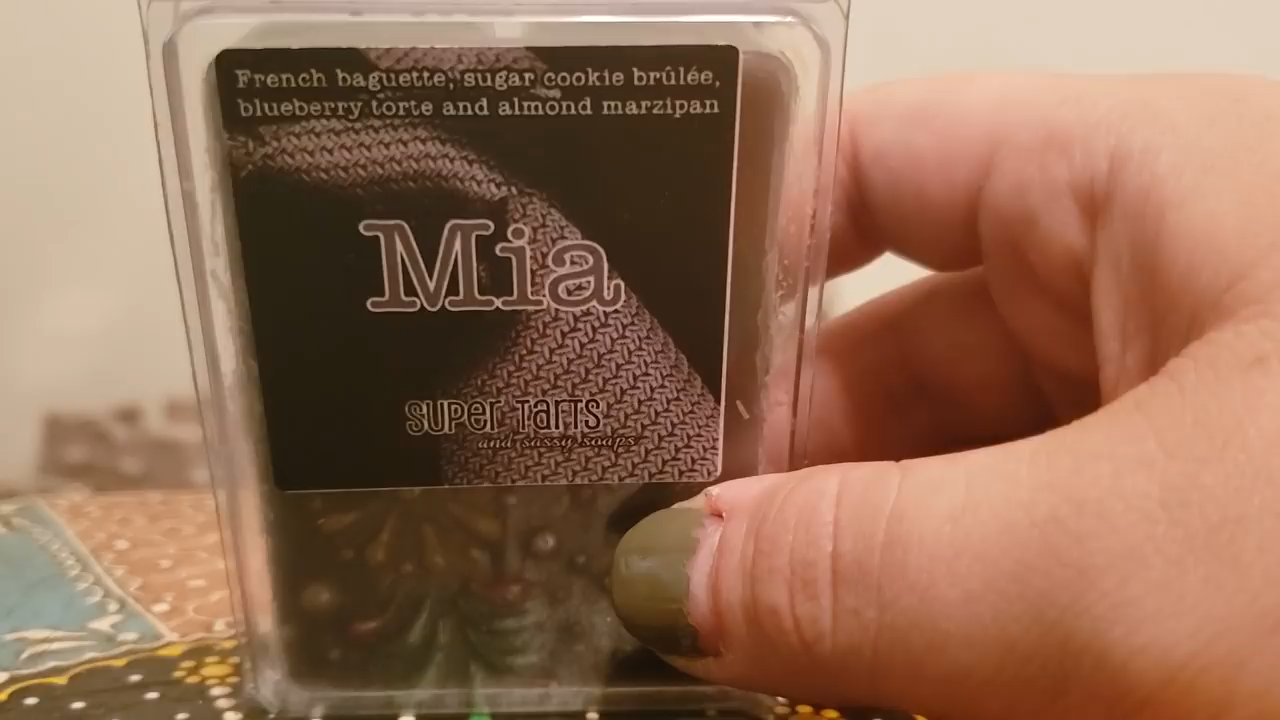 French baguette, sugar cookie brûlée,
blueberry torte and almond marzipan
Mia
Super Tarts
and sassy soaps